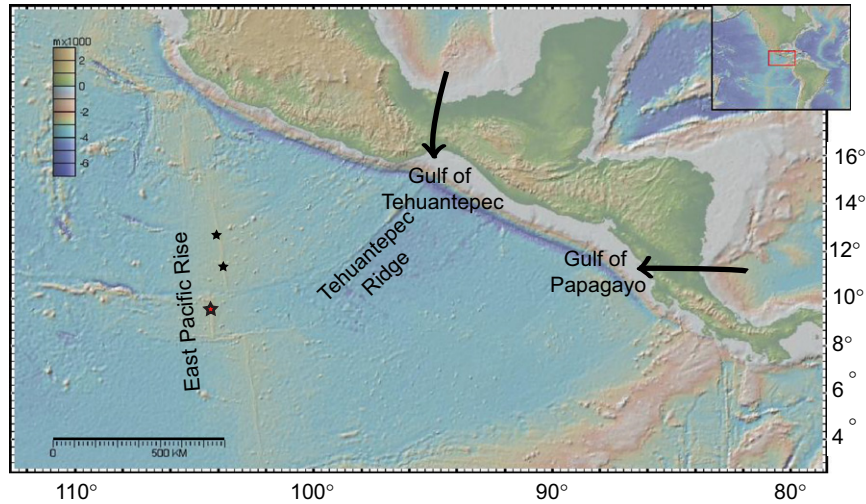 mx1000
2
0
-2
-4
-6
Gulf of
Tehuantepec
Tehuantepec
Ridge
Gulf of
Papagayo
East Pacific Rise
16°
14°
12°
10°
8°
6°
4°
0
500 KM
110°
100°
90°
80°